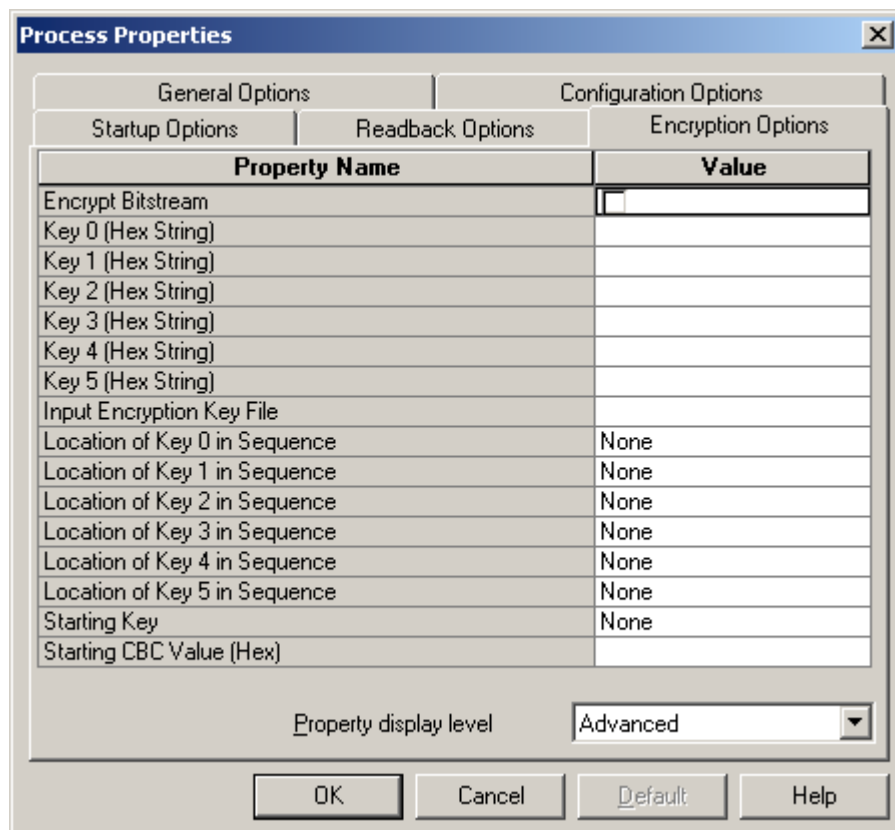 Process Properties
General Options Configuration Options
Startup Options Readback Options Encryption Options
Property Name Value
Encrypt Bitstream
Key 0 (Hex String)
Key 1 (Hex String)
Key 2 (Hex String)
Key 3 (Hex String)
Key 4 (Hex String)
Key 5 (Hex String)
Input Encryption Key File
Location of Key 0 in Sequence None
Location of Key 1 in Sequence None
Location of Key 2 in Sequence None
Location of Key 3 in Sequence None
Location of Key 4 in Sequence None
Location of Key 5 in Sequence None
Starting Key None
Starting CBC Value (Hex)
Property display level Advanced
OK Cancel Default Help